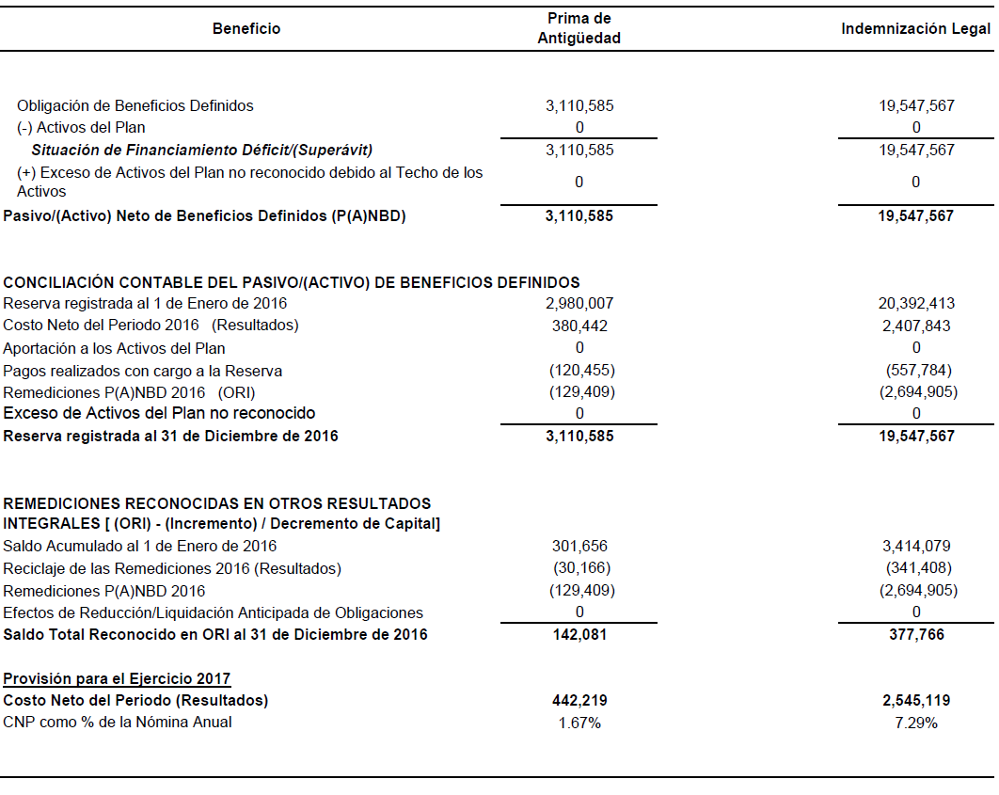 Beneficio Prima de Antigüedad Indemnización Legal
Obligación de Beneficios Definidos 3,110,585 19,547,567
(-) Activos del Plan 0 0
Situación de Financiamiento Déficit/(Superávit) 3,110,585 19,547,567
(+) Exceso de Activos del Plan no reconocido debido al Techo de los
Activos 0 0
Pasivo/(Activo) Neto de Beneficios Definidos (P(A)NBD) 3,110,585 19,547,567
CONCILIACIÓN CONTABLE DEL PASIVO/(ACTIVO) DE BENEFICIOS DEFINIDOS
Reserva registrada al 1 de Enero de 2016 2,980,007 20,392,413
Costo Neto del Periodo 2016 (Resultados) 380,442 2,407,843
Aportación a los Activos del Plan 0 0
Pagos realizados con cargo a la Reserva (120,455) (557,784)
Remediciones P(A)NBD 2016 (ORI) (129,409) (2,694,905)
Exceso de Activos del Plan no reconocido 0 0
Reserva registrada al 31 de Diciembre de 2016 3,110,585 19,547,567
REMEDICIONES RECONOCIDAS EN OTROS RESULTADOS
INTEGRALES [ (ORI) - (Incremento) / Decremento de Capital]
Saldo Acumulado al 1 de Enero de 2016 301,656 3,414,079
Reciclaje de las Remediciones 2016 (Resultados) (30,166) (341,408)
Remediciones P(A)NBD 2016 (129,409) (2,694,905)
Efectos de Reducción/Liquidación Anticipada de Obligaciones 0 0
Saldo Total Reconocido en ORI al 31 de Diciembre de 2016 142,081 377,766
Provisión para el Ejercicio 2017
Costo Neto del Periodo (Resultados) 442,219 2,545,119
CNP como % de la Nómina Anual 1.67% 7.29%